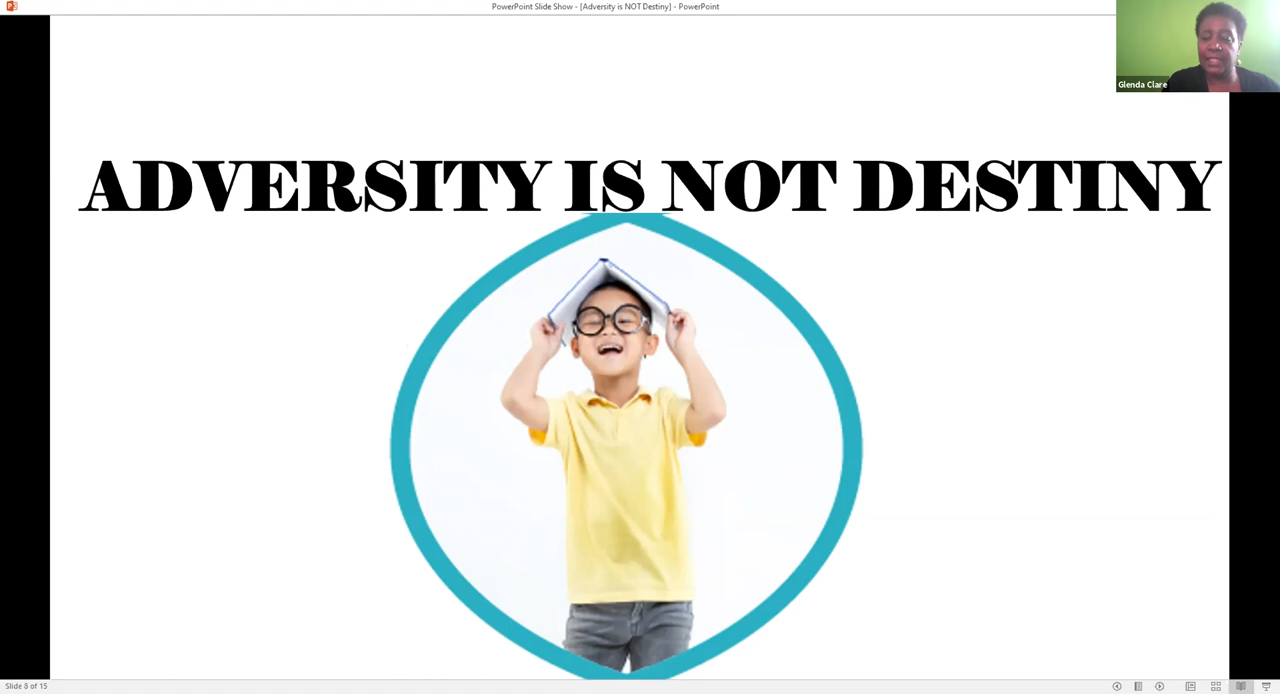 PowerPoint Slide Show - [Adversity is NOT Destiny] - PowerPoint
Glenda Clare
ADVERSITY IS NOT DESTINY
Slide 8 of 15